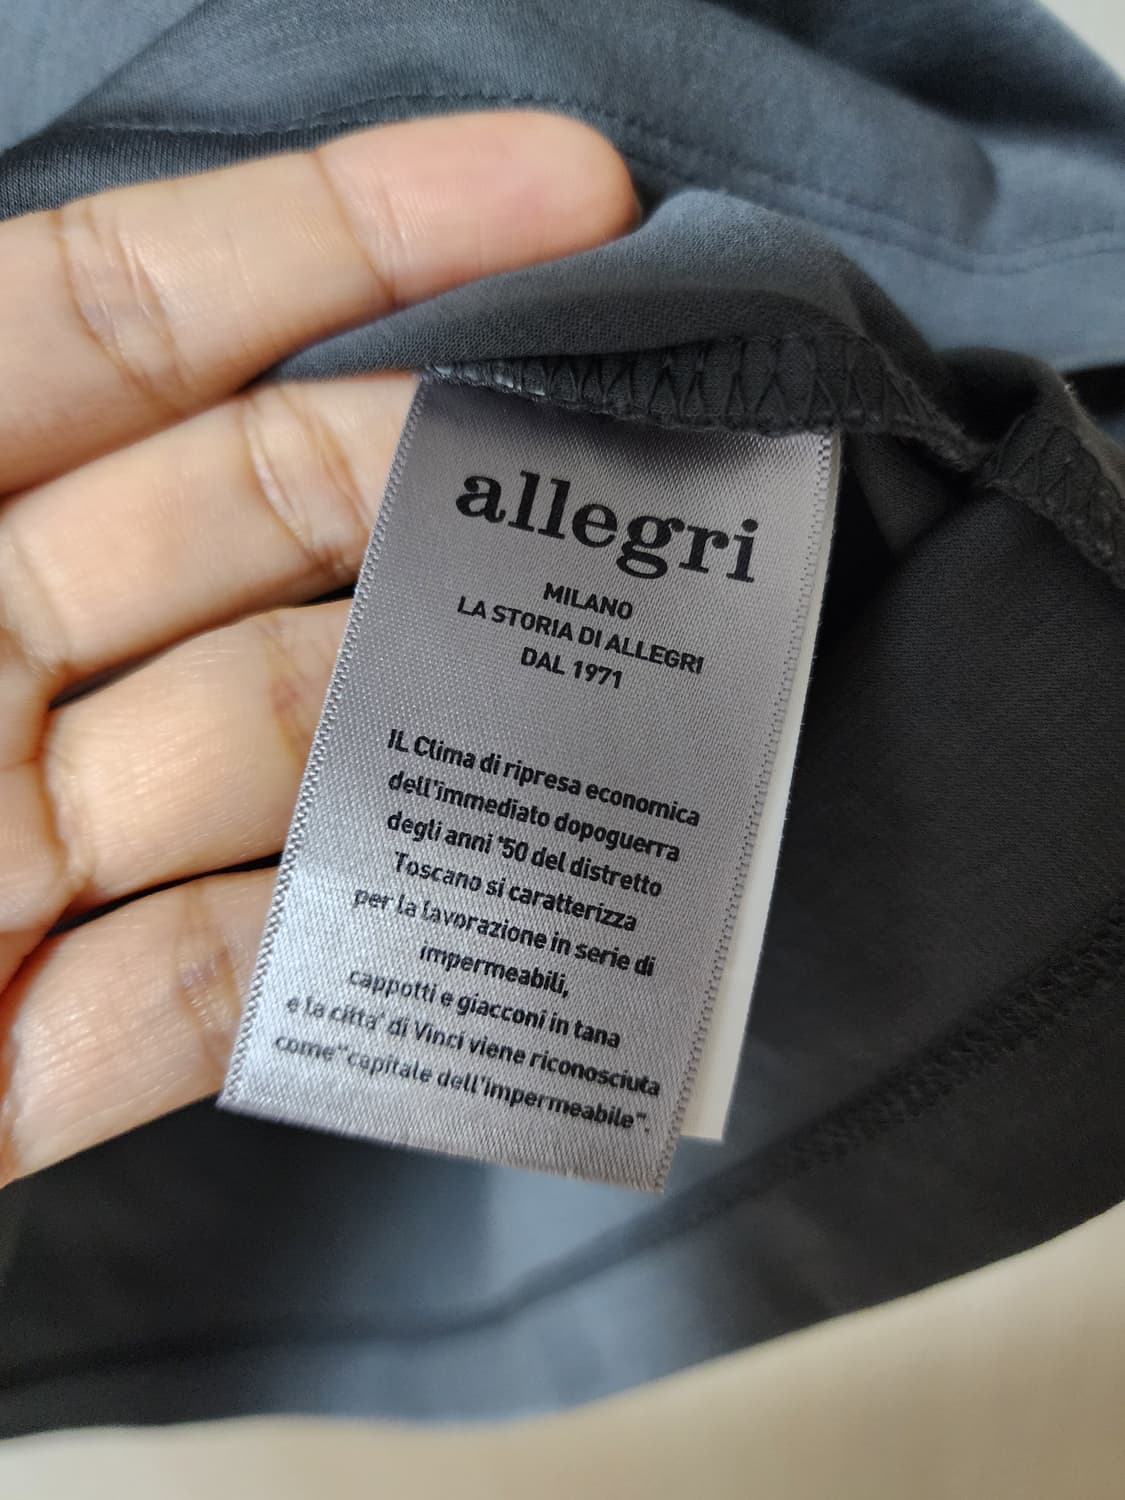 allegri
MILANO
LA STORIA DI ALLEGRI
DAL 1971
IL Clima di ripresa economica
dell'immediato dopoguerra
degli anni '50 del distretto
Toscano si caratterizza
per la lavorazione in serie di
impermeabili,
cappotti e giacconi in tana
e la citta' di Vinci viene riconosciuta
come"capitale dell'impermeabile".